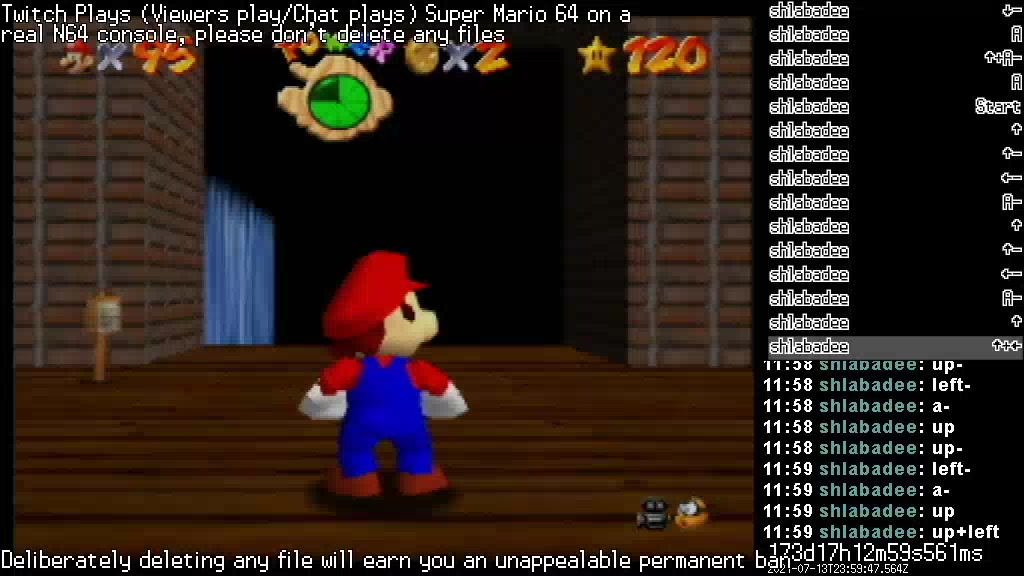 Twitch Plays (Viewers play/Chat plays) Super Mario 64 on a
real N64 console, please don't delete any files
x 95
POWER
x 2
120
shlabadee ↓-
shlabadee A
shlabadee ↑+A-
shlabadee A
shlabadee Start
shlabadee ↑
shlabadee ↑-
shlabadee ←-
shlabadee A-
shlabadee ↑
shlabadee ↑-
shlabadee ←-
shlabadee A-
shlabadee ↑
shlabadee ↑+←
11:58 shlabadee: up-
11:58 shlabadee: left-
11:58 shlabadee: a-
11:58 shlabadee: up
11:58 shlabadee: up-
11:59 shlabadee: left-
11:59 shlabadee: a-
11:59 shlabadee: up
11:59 shlabadee: up+left
Deliberately deleting any file will earn you an unappealable permanent ban
173d17h12m59s561ms
2021-07-13T23:59:47.564Z